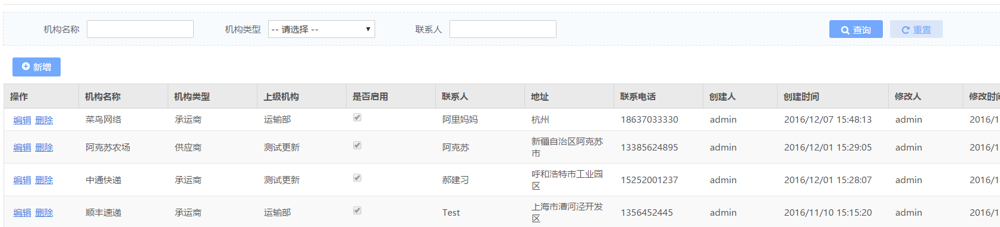 机构名称 机构类型 -- 请选择 -- 联系人 查询 重置
新增
操作 机构名称 机构类型 上级机构 是否启用 联系人 地址 联系电话 创建人 创建时间 修改人 修改时间
编辑 删除 菜鸟网络 承运商 运输部 阿里妈妈 杭州 18637033330 admin 2016/12/07 15:48:13 admin 2016/1
编辑 删除 阿克苏农场 供应商 测试更新 阿克苏 新疆自治区阿克苏 13385624895 admin 2016/12/01 15:29:05 admin 2016/1
市
编辑 删除 中通快递 承运商 测试更新 郝建习 呼和浩特市工业园 15252001237 admin 2016/12/01 15:28:07 admin 2016/1
区
编辑 删除 顺丰速递 承运商 运输部 Test 上海市漕河泾开发 1356452445 admin 2016/11/10 15:15:20 admin 2016/1
区